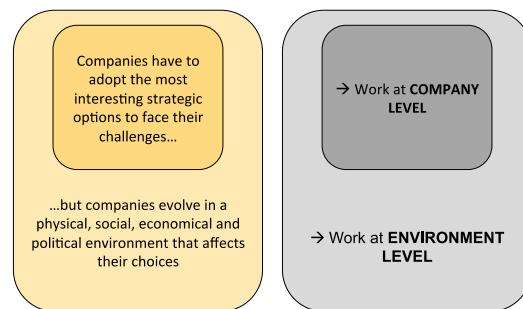 Companies have to
adopt the most
interesting strategic
options to face their
challenges…
…but companies evolve in a
physical, social, economical and
political environment that affects
their choices
→ Work at COMPANY
LEVEL
→ Work at ENVIRONMENT
LEVEL